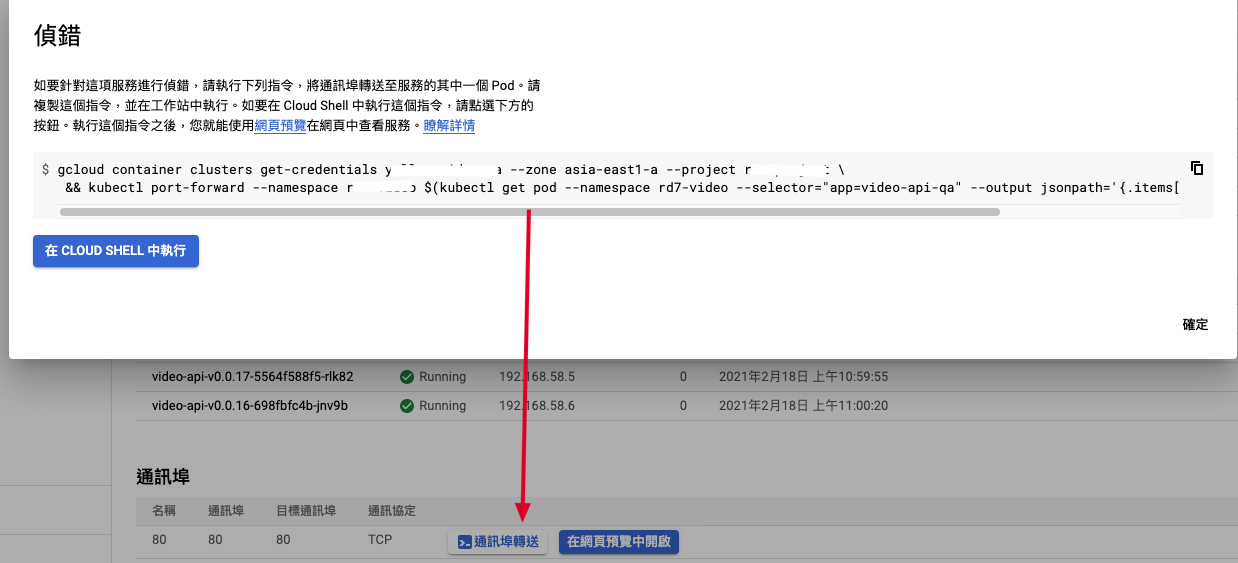 偵錯
如要針對這項服務進行偵錯，請執行下列指令，將通訊埠轉送至服務的其中一個 Pod。請
複製這個指令，並在工作站中執行。如要在 Cloud Shell 中執行這個指令，請點選下方的
按鈕。執行這個指令之後，您就能使用網頁預覽在網頁中查看服務。瞭解詳情
$ gcloud container clusters get-credentials --zone asia-east1-a --project \
&& kubectl port-forward --namespace $(kubectl get pod --namespace rd7-video --selector="app=video-api-qa" --output jsonpath='{.items[
在 CLOUD SHELL 中執行
確定
video-api-v0.0.17-5564f588f5-rlk82 Running 192.168.58.5 0 2021年2月18日 上午10:59:55
video-api-v0.0.16-698fbfc4b-jnv9b Running 192.168.58.6 0 2021年2月18日 上午11:00:20
通訊埠
名稱 通訊埠 目標通訊埠 通訊協定
80 80 80 TCP 通訊埠轉送 在網頁預覽中開啟